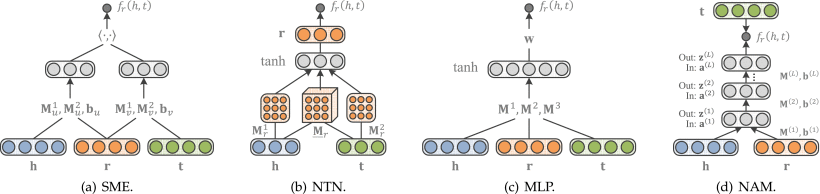 f_r(h, t)
⟨·,·⟩
M_u^1, M_u^2, b_u M_v^1, M_v^2, b_v
h r t
(a) SME.
f_r(h, t)
r
tanh
M_r^1 M_r M_r^2
h t
(b) NTN.
f_r(h, t)
w
tanh
M^1, M^2, M^3
h r t
(c) MLP.
t
f_r(h, t)
Out: z^(L)
In: a^(L)
M^(L), b^(L)
⋮
Out: z^(2)
In: a^(2)
M^(2), b^(2)
Out: z^(1)
In: a^(1)
M^(1), b^(1)
h r
(d) NAM.